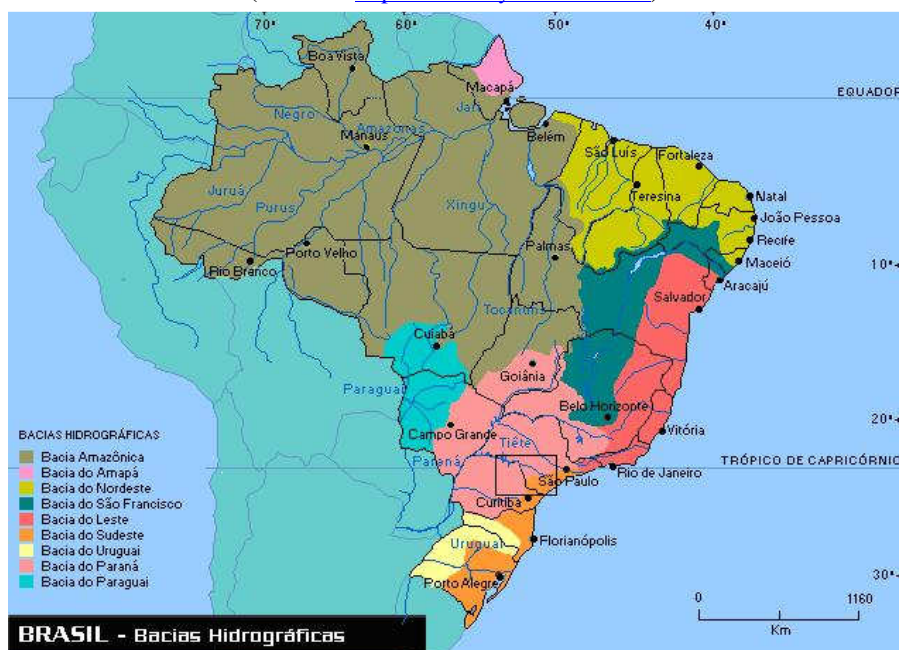 70° 60° 50° 40°
Boa Vista
Macapá
EQUADOR
Jari
Negro
Amazonas
Belém
Manaus
São Luís
Fortaleza
Juruá
Teresina
Natal
Purus
Xingu
João Pessoa
Porto Velho
Palmas
Recife
Rio Branco
Maceió
10°
Aracajú
Salvador
Tocantins
Cuiabá
Goiânia
Paraguai
Belo Horizonte
20°
Campo Grande
Vitória
Tiête
BACIAS HIDROGRÁFICAS
Bacia Amazônica
Bacia do Amapá
Bacia do Nordeste
Bacia do São Francisco
Bacia do Leste
Bacia do Sudeste
Bacia do Uruguai
Bacia do Paraná
Bacia do Paraguai
Paraná
TRÓPICO DE CAPRICÓRNIO
Rio de Janeiro
São Paulo
Curitiba
Florianópolis
Uruguai
Porto Alegre
30°
0 1160
Km
BRASIL - Bacias Hidrográficas